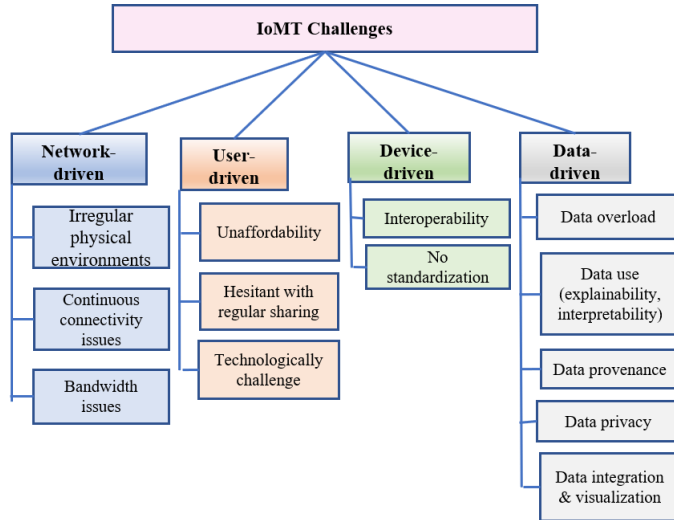 IoMT Challenges
Network-
driven
Irregular
physical
environments
Continuous
connectivity
issues
Bandwidth
issues
User-
driven
Unaffordability
Hesitant with
regular sharing
Technologically
challenge
Device-
driven
Interoperability
No
standardization
Data-
driven
Data overload
Data use
(explainability,
interpretability)
Data provenance
Data privacy
Data integration
& visualization